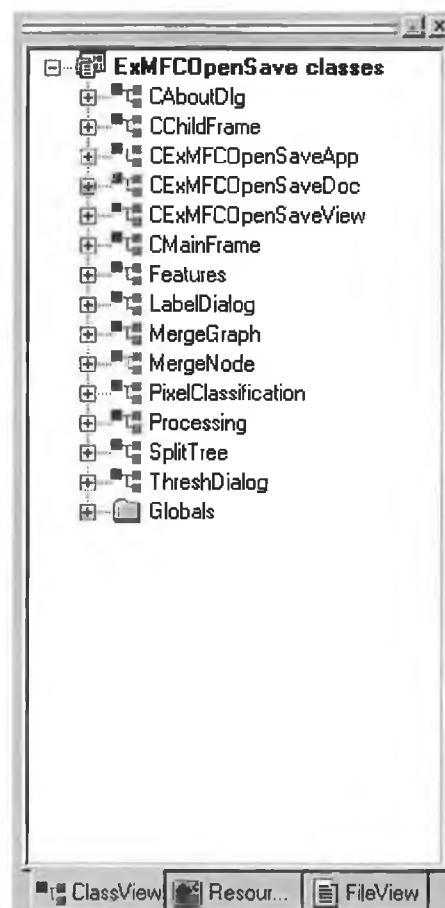 ExMFCOpenSave classes
CAboutDlg
CChildFrame
CExMFCOpenSaveApp
CExMFCOpenSaveDoc
CExMFCOpenSaveView
CMainFrame
Features
LabelDialog
MergeGraph
MergeNode
PixelClassification
Processing
SplitTree
ThreshDialog
Globals
ClassView Resour... FileView